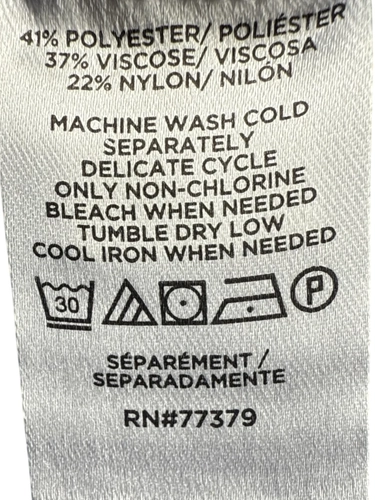 41% POLYESTER/ POLIÉSTER
37% VISCOSE/ VISCOSA
22% NYLON/ NILÓN
MACHINE WASH COLD
SEPARATELY
DELICATE CYCLE
ONLY NON-CHLORINE
BLEACH WHEN NEEDED
TUMBLE DRY LOW
COOL IRON WHEN NEEDED
30 P
SÉPARÉMENT /
SEPARADAMENTE
RN#77379